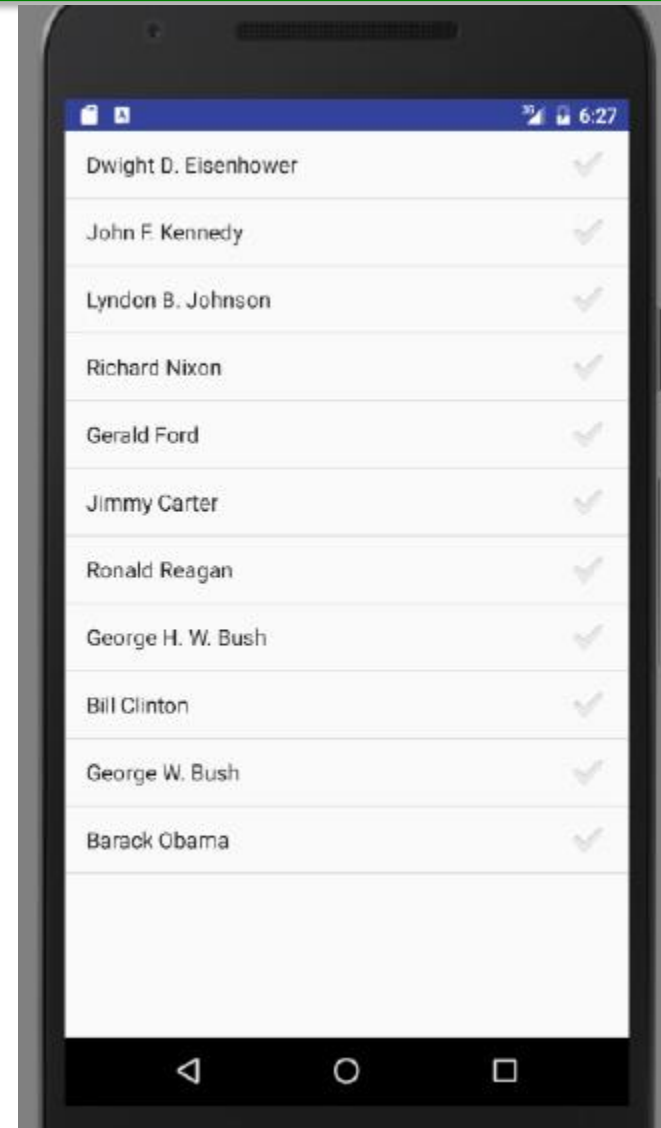 3G 6:27
Dwight D. Eisenhower
John F. Kennedy
Lyndon B. Johnson
Richard Nixon
Gerald Ford
Jimmy Carter
Ronald Reagan
George H. W. Bush
Bill Clinton
George W. Bush
Barack Obama